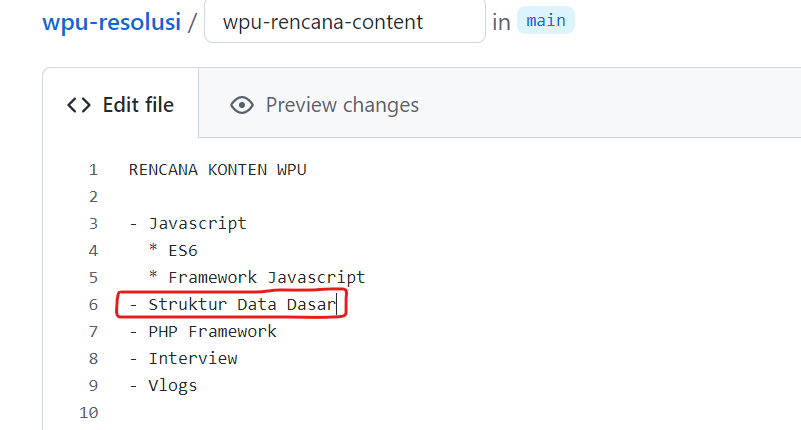 wpu-resolusi / wpu-rencana-content in main
<> Edit file Preview changes
1 RENCANA KONTEN WPU
2
3 - Javascript
4 * ES6
5 * Framework Javascript
6 - Struktur Data Dasar
7 - PHP Framework
8 - Interview
9 - Vlogs
10